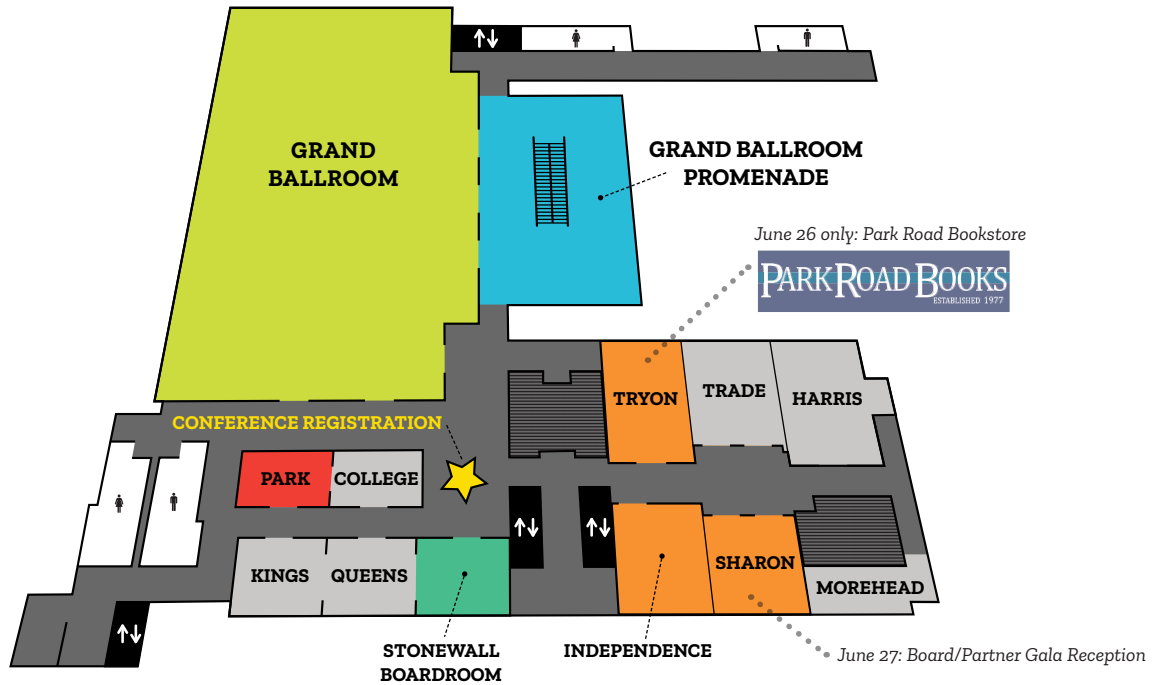 GRAND
BALLROOM
GRAND BALLROOM
PROMENADE
June 26 only: Park Road Bookstore
PARK ROAD BOOKS
ESTABLISHED 1977
TRYON
TRADE
HARRIS
CONFERENCE REGISTRATION
PARK
COLLEGE
KINGS
QUEENS
SHARON
MOREHEAD
STONEWALL
BOARDROOM
INDEPENDENCE
June 27: Board/Partner Gala Reception